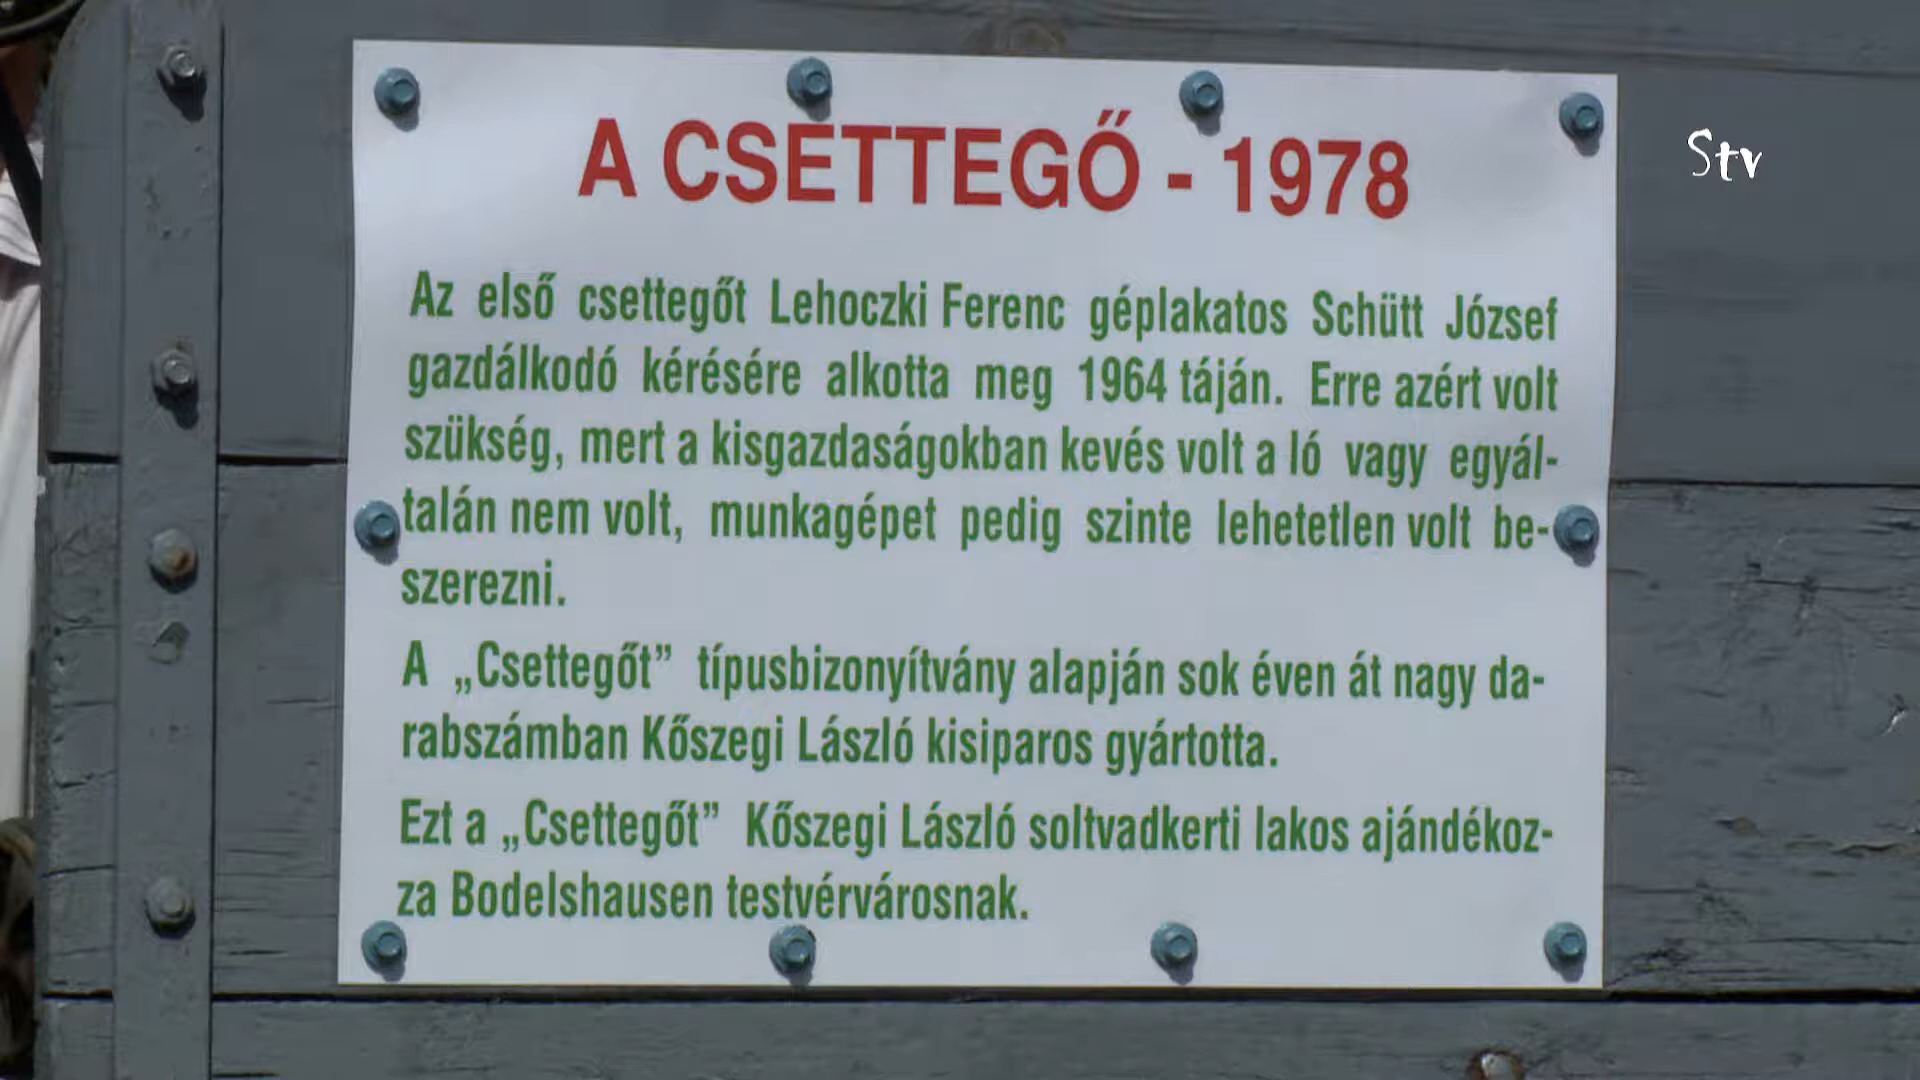 A CSETTEGŐ - 1978
Stv
Az első csettegőt Lehoczki Ferenc géplakatos Schütt József
gazdálkodó kérésére alkotta meg 1964 táján. Erre azért volt
szükség, mert a kisgazdaságokban kevés volt a ló vagy egyál-
talán nem volt, munkagépet pedig szinte lehetetlen volt be-
szerezni.
A „Csettegőt” típusbizonyítvány alapján sok éven át nagy da-
rabszámban Kőszegi László kisiparos gyártotta.
Ezt a „Csettegőt” Kőszegi László soltvadkerti lakos ajándékoz-
za Bodelshausen testvérvárosnak.